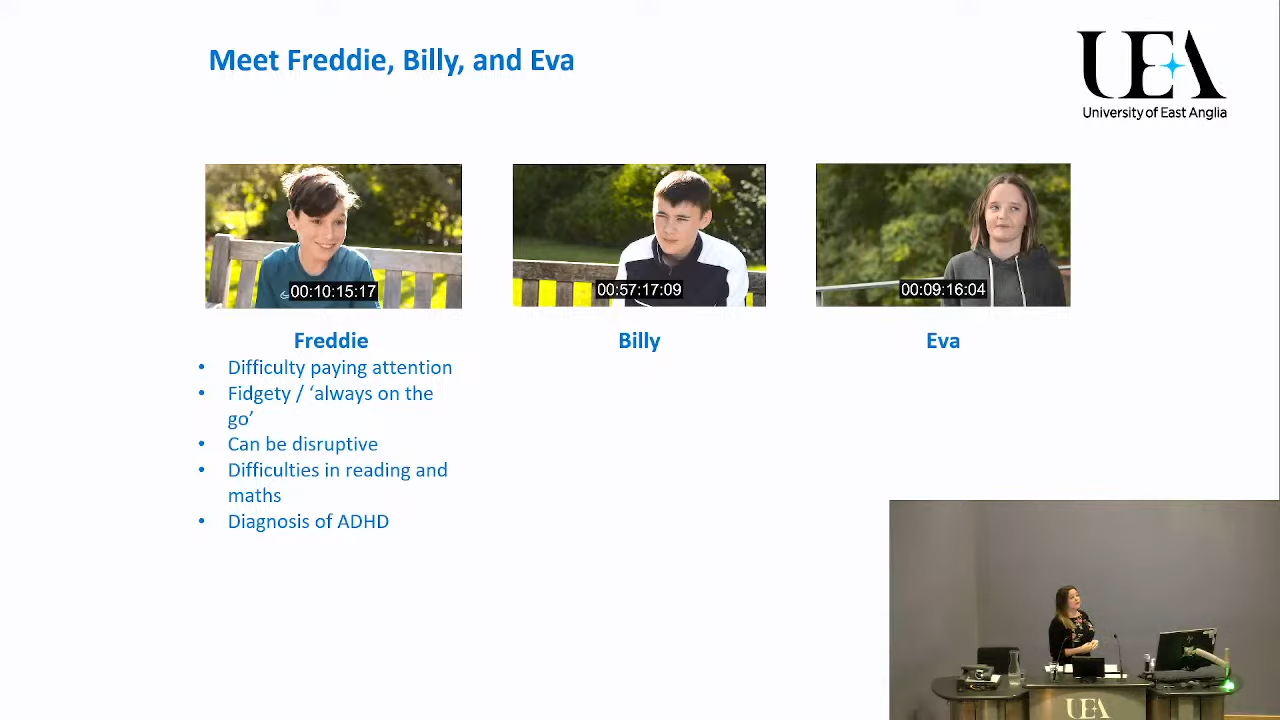 Meet Freddie, Billy, and Eva
UEA
University of East Anglia
00:10:15:17
00:57:17:09
00:09:16:04
Freddie
Billy
Eva
• Difficulty paying attention
• Fidgety / ‘always on the
go’
• Can be disruptive
• Difficulties in reading and
maths
• Diagnosis of ADHD
UEA